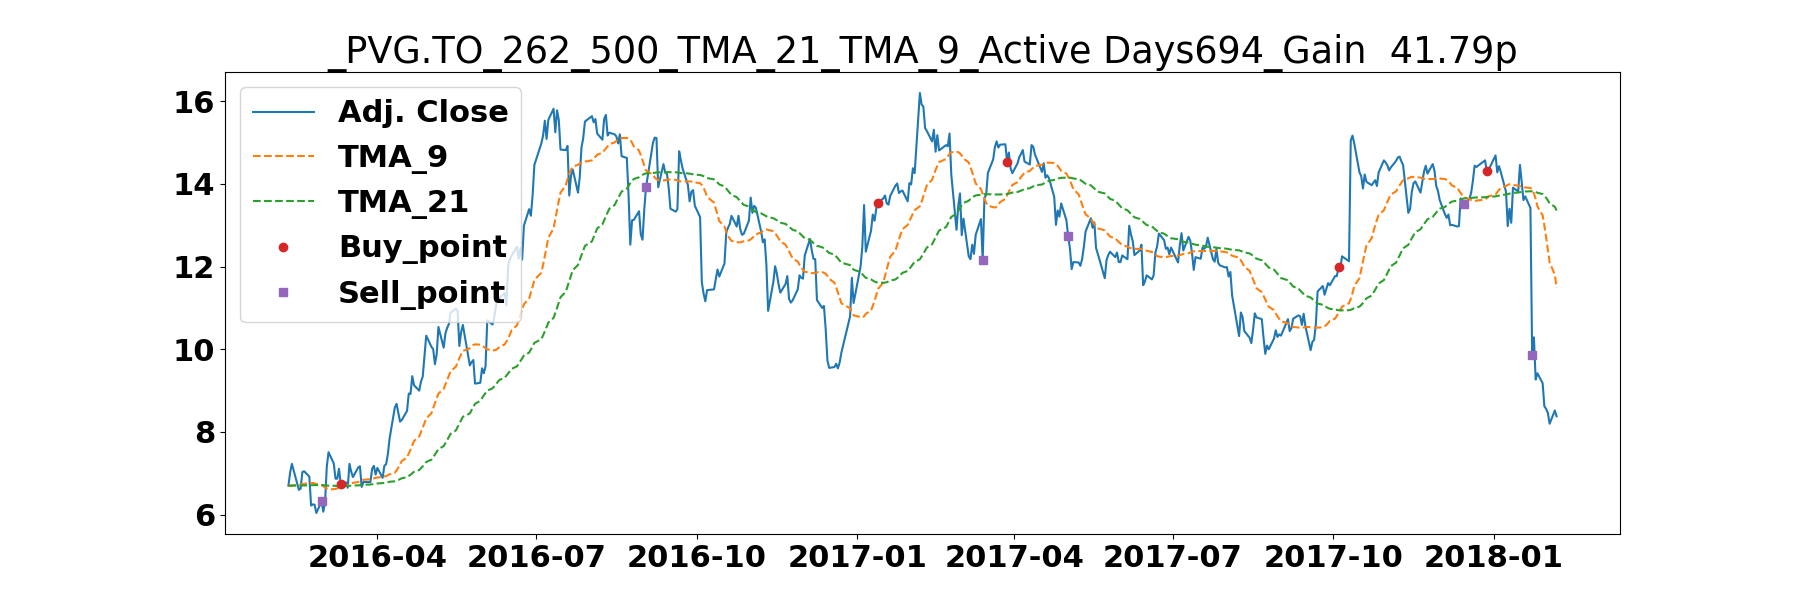 _PVG.TO_262_500_TMA_21_TMA_9_Active Days694_Gain  41.79p
16
14
12
10
8
6
Adj. Close
TMA_9
TMA_21
Buy_point
Sell_point
2016-04 2016-07 2016-10 2017-01 2017-04 2017-07 2017-10 2018-01